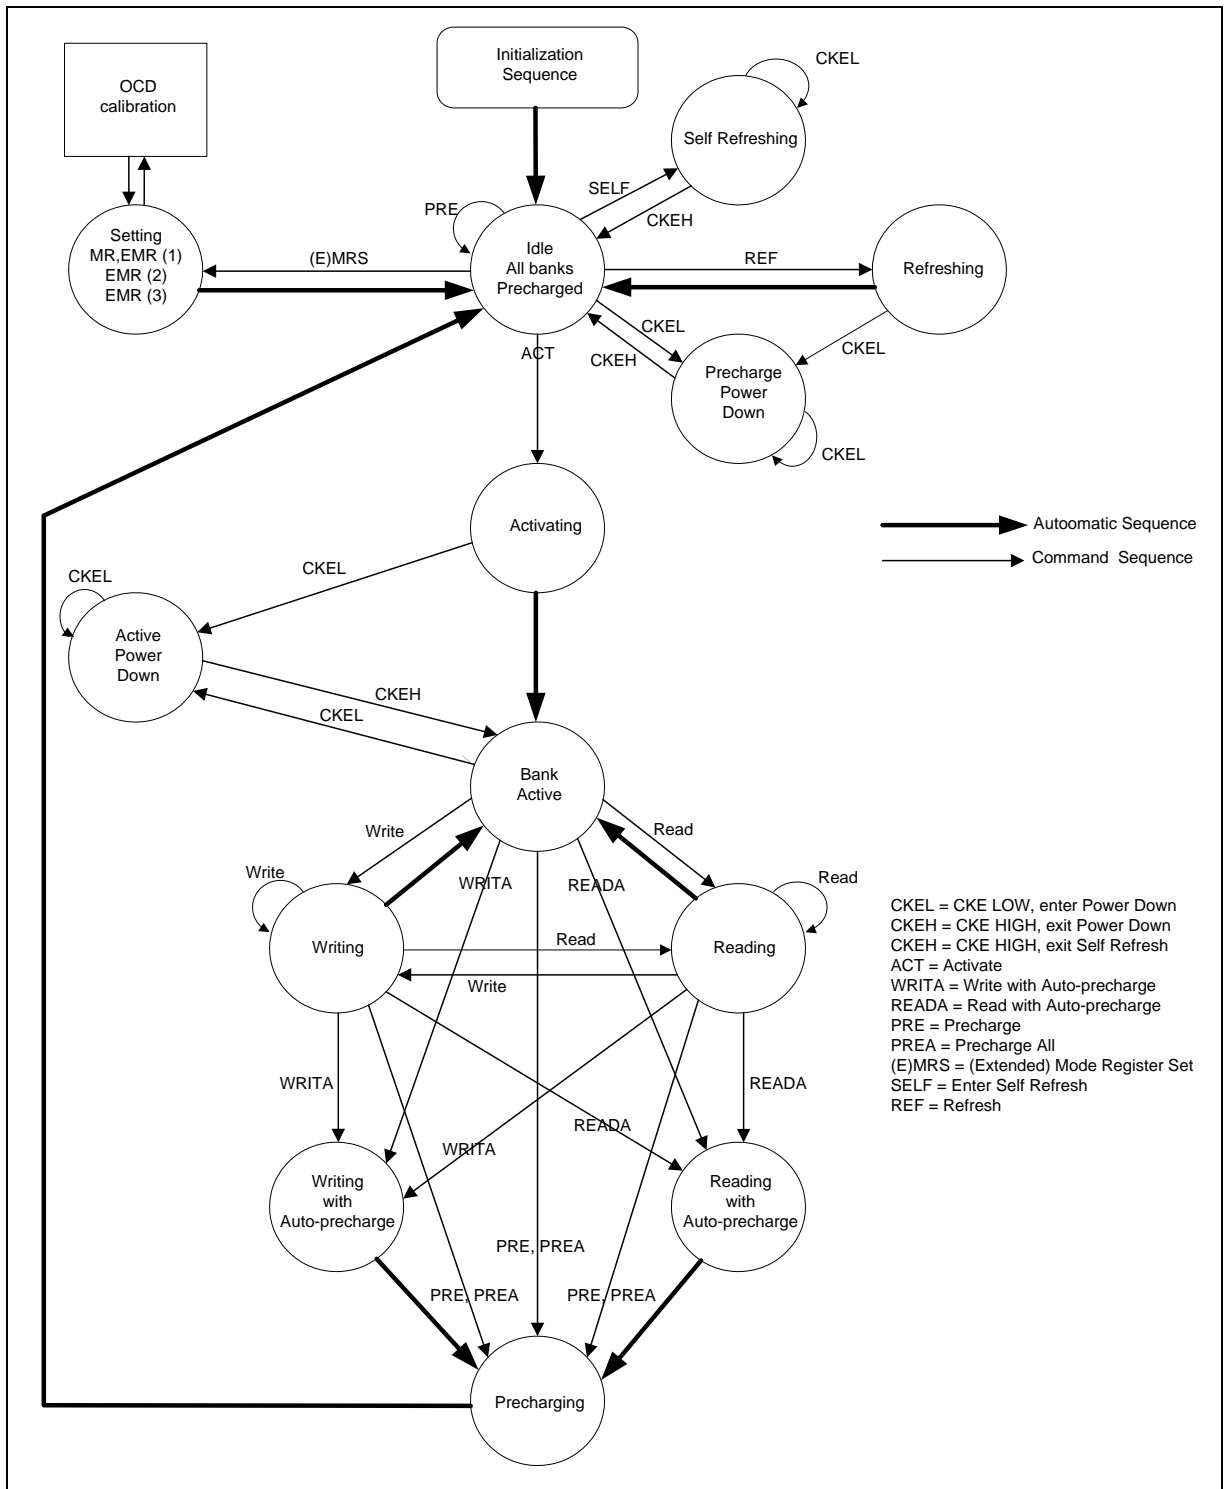 OCD
calibration
Initialization
Sequence
CKEL
Self Refreshing
SELF
CKEH
PRE
Setting
MR,EMR (1)
EMR (2)
EMR (3)
(E)MRS
Idle
All banks
Precharged
REF
Refreshing
CKEL
CKEH
CKEL
ACT
Precharge
Power
Down
CKEL
Activating
Autoomatic Sequence
Command Sequence
CKEL
CKEL
Active
Power
Down
CKEH
CKEL
Bank
Active
Write
Read
Write
WRITA
READA
Read
Writing
Read
Reading
Write
CKEL = CKE LOW, enter Power Down
CKEH = CKE HIGH, exit Power Down
CKEH = CKE HIGH, exit Self Refresh
ACT = Activate
WRITA = Write with Auto-precharge
READA = Read with Auto-precharge
PRE = Precharge
PREA = Precharge All
(E)MRS = (Extended) Mode Register Set
SELF = Enter Self Refresh
REF = Refresh
WRITA
READA
READA
WRITA
Writing
with
Auto-precharge
Reading
with
Auto-precharge
PRE, PREA
PRE, PREA
PRE, PREA
Precharging